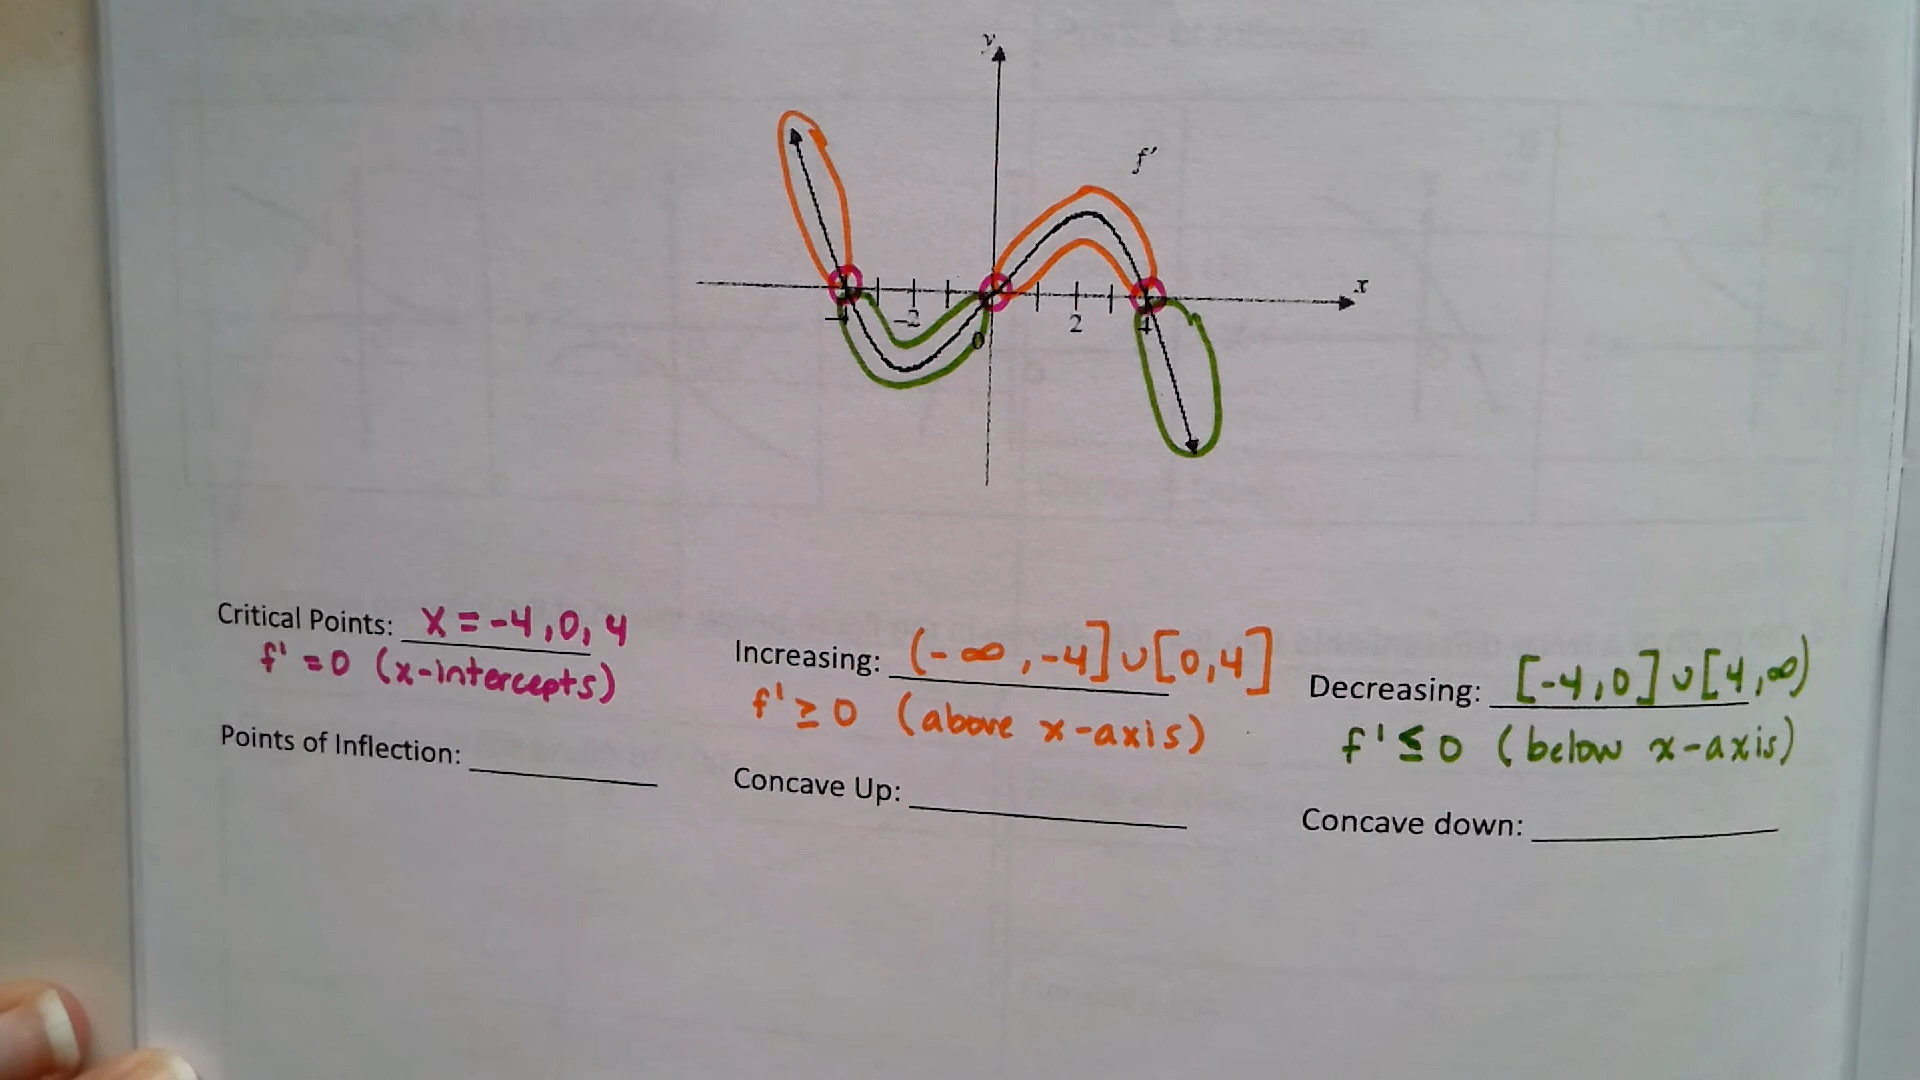 y
f'
x
-4 -2 0 2 4
Critical Points: x = -4, 0, 4
f' = 0 (x-intercepts)
Increasing: (-∞, -4] ∪ [0, 4]
f' ≥ 0 (above x-axis)
Decreasing: [-4, 0] ∪ [4, ∞)
f' ≤ 0 (below x-axis)
Points of Inflection:
Concave Up:
Concave down: